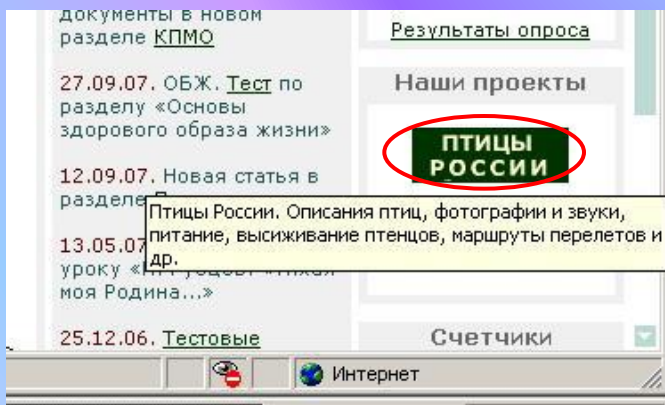 документы в новом
разделе КПМО
27.09.07. ОБЖ. Тест по
разделу «Основы
здорового образа жизни»
12.09.07. Новая статья в
разделе
13.05.07
уроку
моя Родина...»
25.12.06. Тестовые
Результаты опроса
Наши проекты
ПТИЦЫ
РОССИИ
Птицы России. Описания птиц, фотографии и звуки,
питание, высиживание птенцов, маршруты перелетов и
др.
Счетчики
Интернет